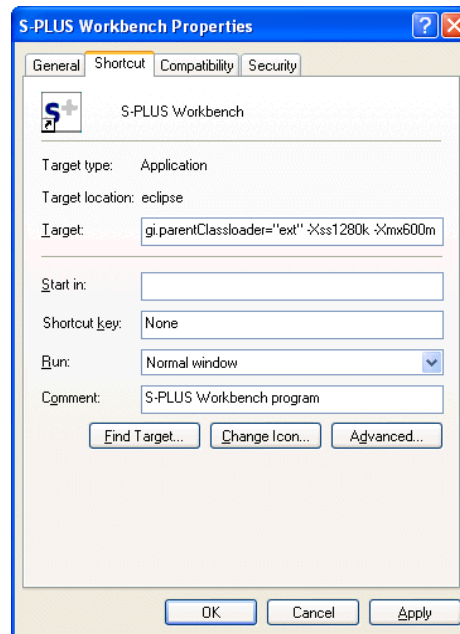 S-PLUS Workbench Properties
General Shortcut Compatibility Security
S+ S-PLUS Workbench
Target type: Application
Target location: eclipse
Target: gi.parentClassloader="ext" -Xss1280k -Xmx600m
Start in:
Shortcut key: None
Run: Normal window
Comment: S-PLUS Workbench program
Find Target... Change Icon... Advanced...
OK Cancel Apply